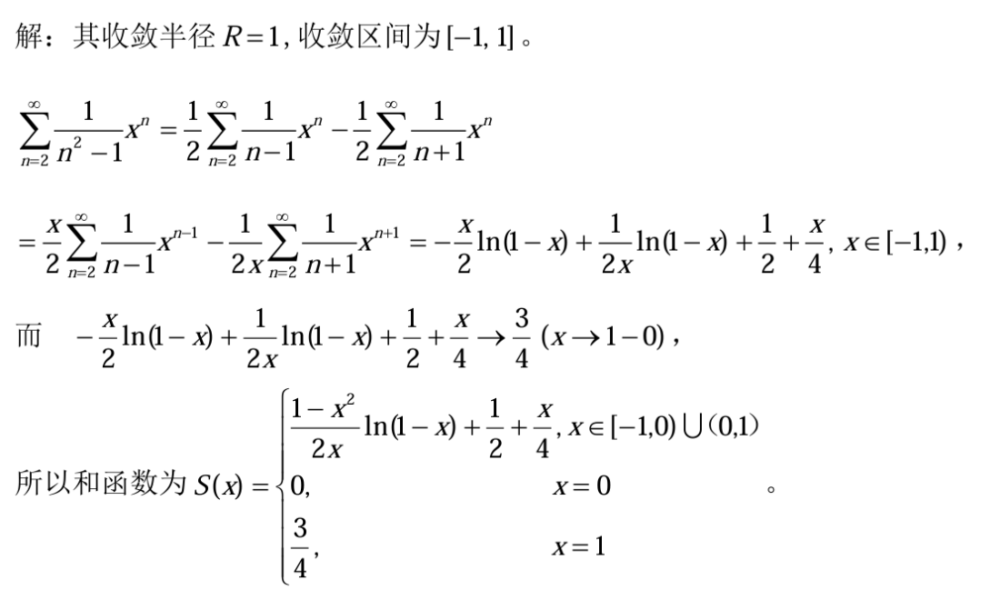 解：其收敛半径 R=1, 收敛区间为[−1, 1]。
$\sum_{n=2}^{\infty}\frac{1}{n^2-1}x^n=\frac{1}{2}\sum_{n=2}^{\infty}\frac{1}{n-1}x^n-\frac{1}{2}\sum_{n=2}^{\infty}\frac{1}{n+1}x^n$
$=\frac{x}{2}\sum_{n=2}^{\infty}\frac{1}{n-1}x^{n-1}-\frac{1}{2x}\sum_{n=2}^{\infty}\frac{1}{n+1}x^{n+1}=-\frac{x}{2}\ln(1-x)+\frac{1}{2x}\ln(1-x)+\frac{1}{2}+\frac{x}{4}, x\in[-1,1)$，
而 $-\frac{x}{2}\ln(1-x)+\frac{1}{2x}\ln(1-x)+\frac{1}{2}+\frac{x}{4}\to\frac{3}{4}\ (x\to1-0)$，
所以和函数为 $S(x)=\begin{cases}\frac{1-x^2}{2x}\ln(1-x)+\frac{1}{2}+\frac{x}{4}, x\in[-1,0)\bigcup(0,1)\\0, & x=0\\\frac{3}{4}, & x=1\end{cases}$。